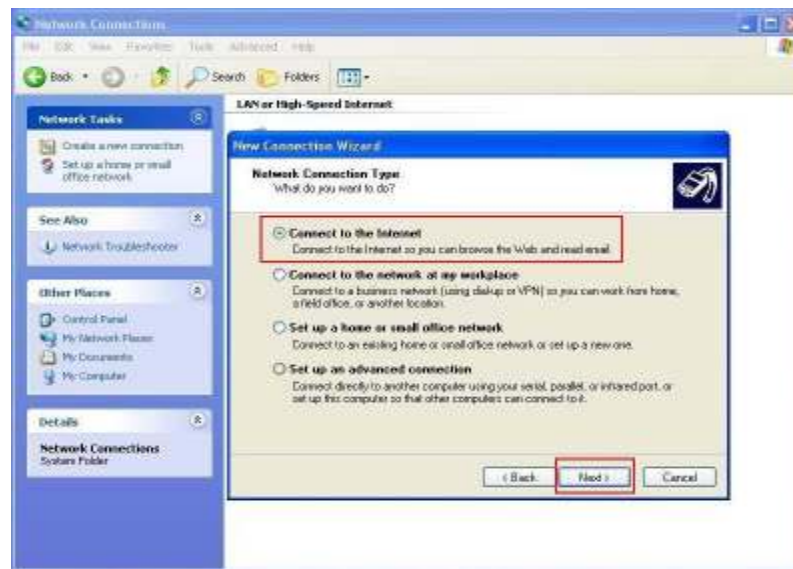 Network Connections
File Edit View Favorites Tools Advanced Help
Back Search Folders
LAN or High-Speed Internet
Network Tasks
Create a new connection
Set up a home or small
office network
See Also
Network Troubleshooter
Other Places
Control Panel
My Network Places
My Documents
My Computer
Details
Network Connections
System Folder
New Connection Wizard
Network Connection Type
What do you want to do?
Connect to the Internet
Connect to the Internet so you can browse the Web and read email.
Connect to the network at my workplace
Connect to a business network (using dial-up or VPN) so you can work from home,
a field office, or another location.
Set up a home or small office network
Connect to an existing home or small office network or set up a new one.
Set up an advanced connection
Connect directly to another computer using your serial, parallel, or infrared port, or
set up this computer so that other computers can connect to it.
< Back Next > Cancel